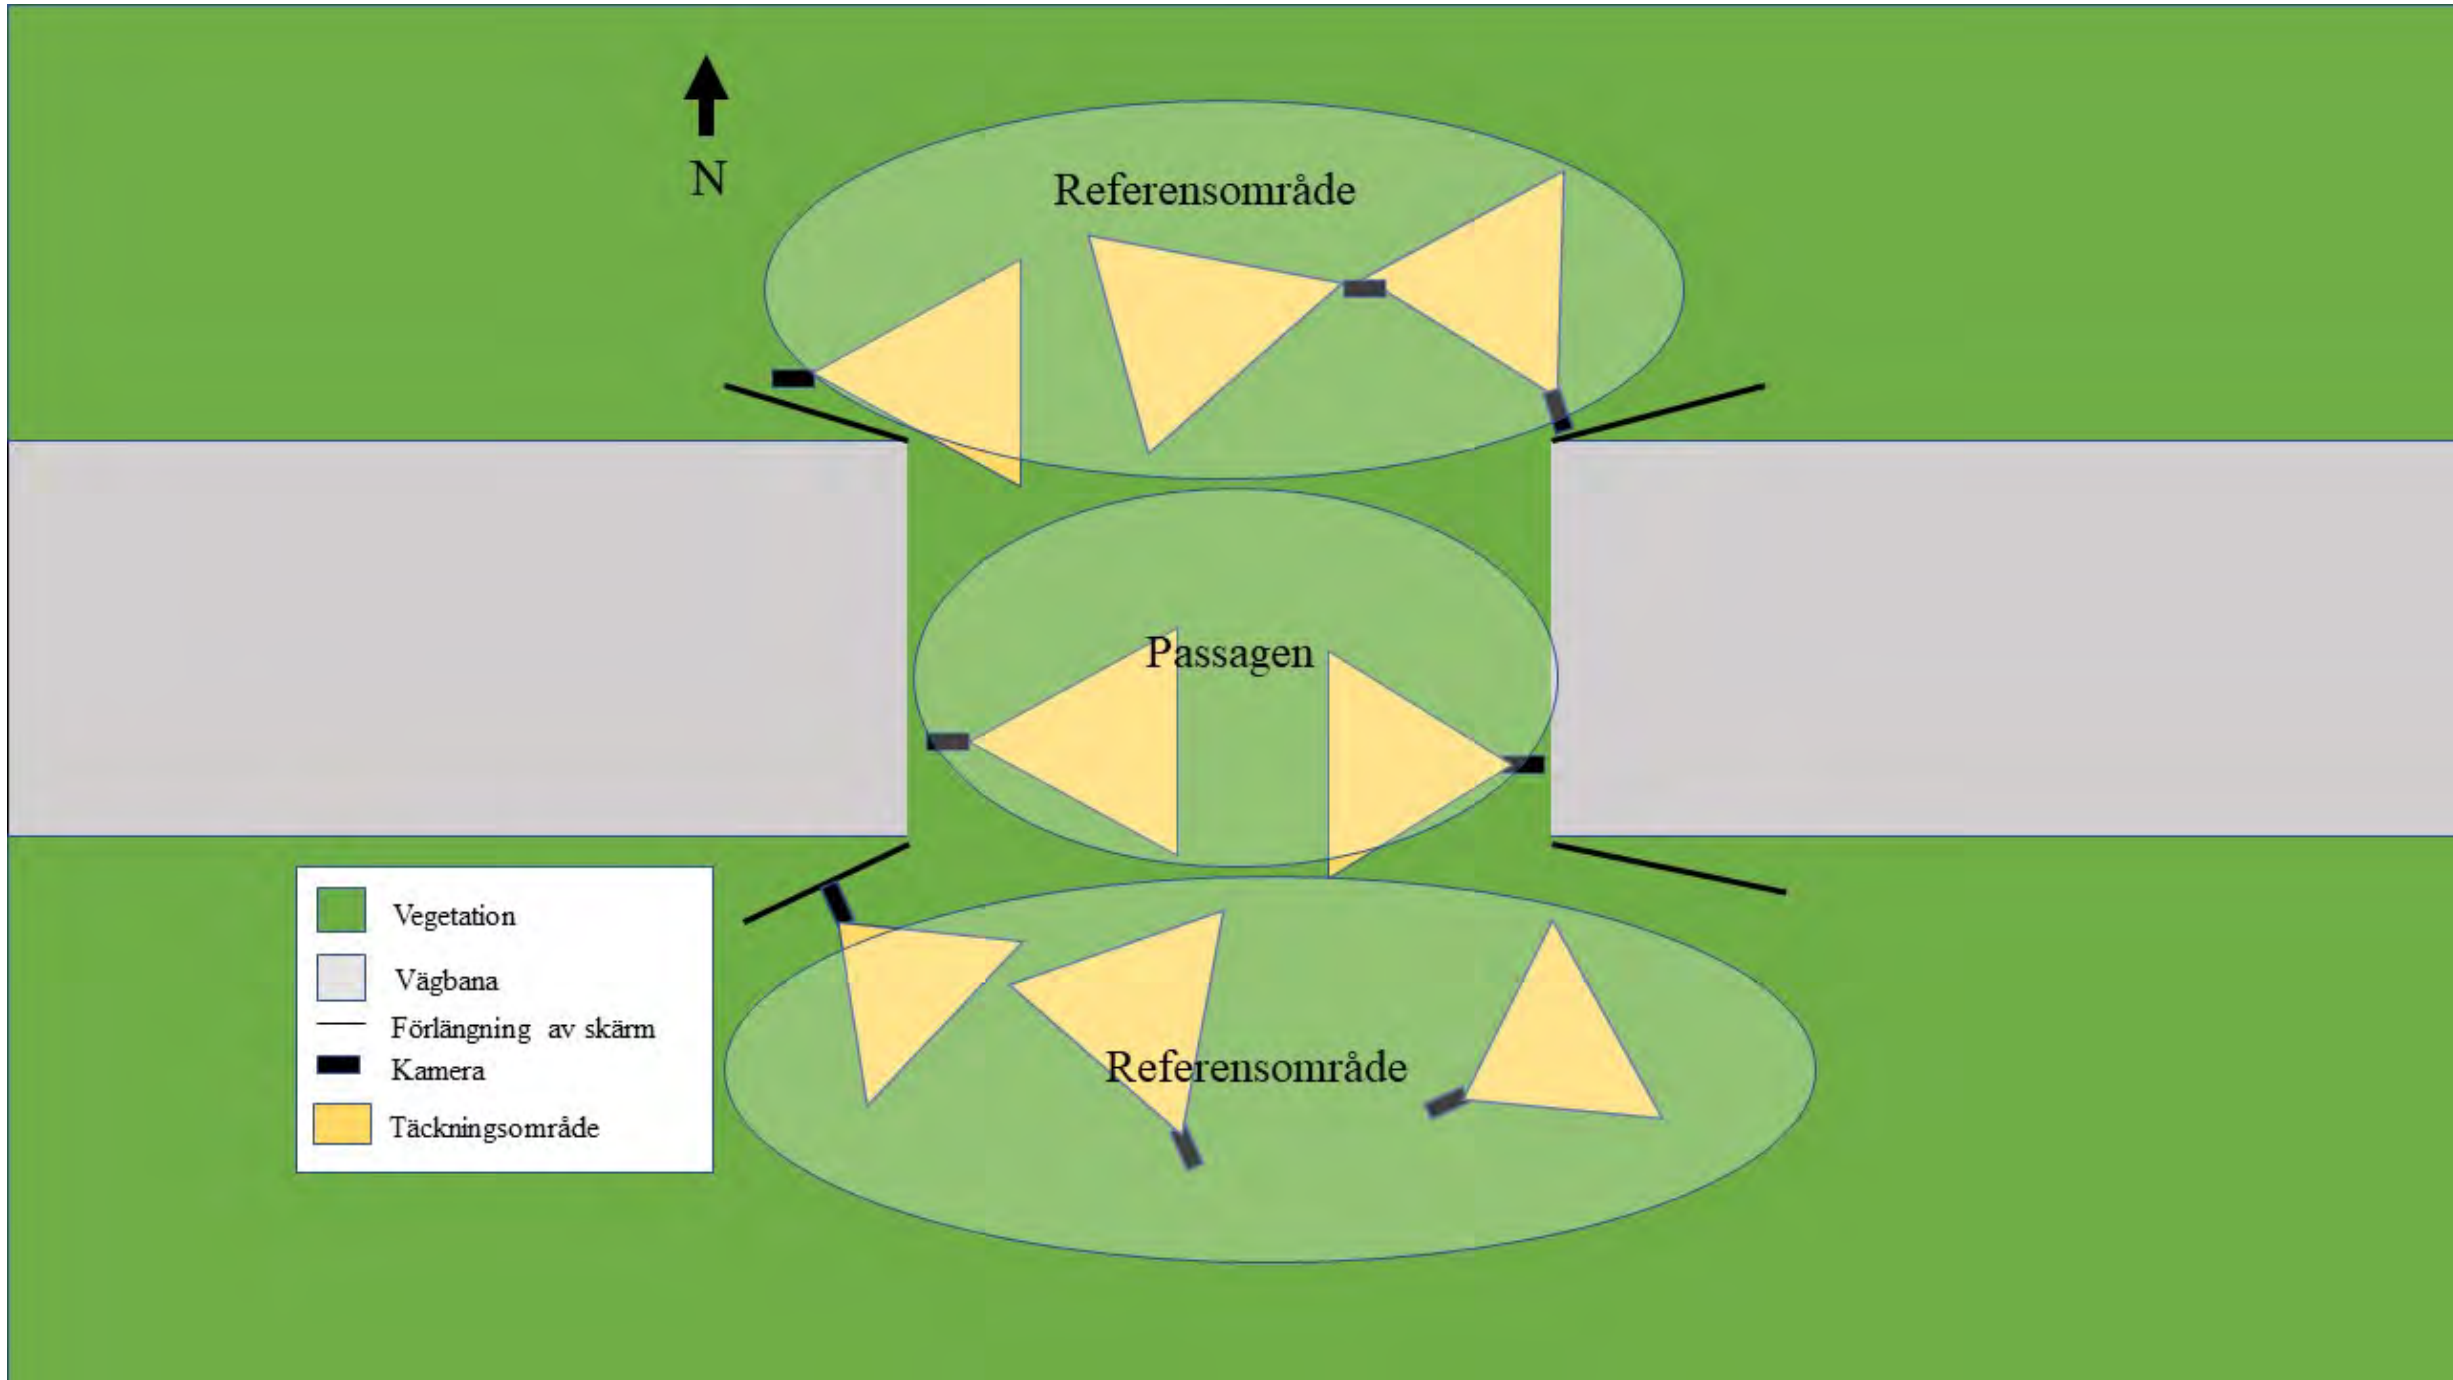 N
Referensområde
Passagen
Referensområde
Vegetation
Vägbana
Förlängning av skärm
Kamera
Täckningsområde